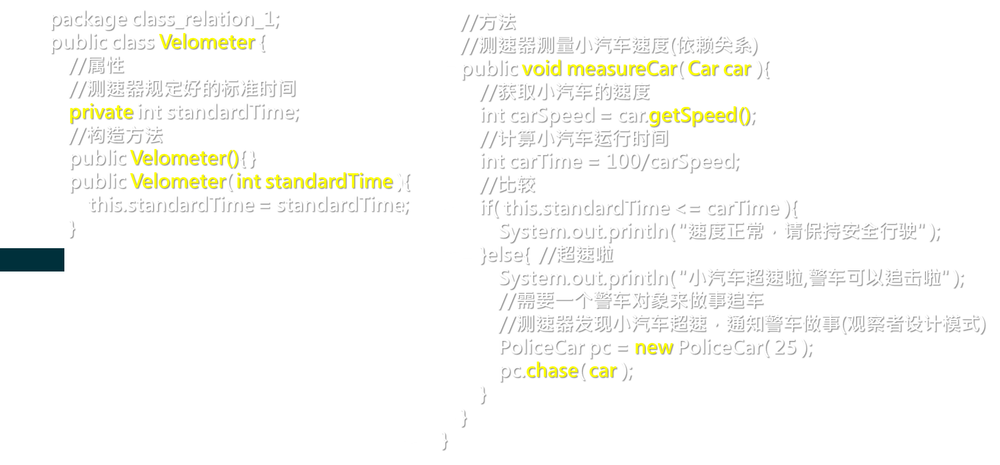 package class_relation_1;
public class Velometer {
//属性
//测速器规定好的标准时间
private int standardTime;
//构造方法
public Velometer(){ }
public Velometer( int standardTime ){
this.standardTime = standardTime;
}
//方法
//测速器测量小汽车速度(依赖关系)
public void measureCar( Car car ){
//获取小汽车的速度
int carSpeed = car.getSpeed();
//计算小汽车运行时间
int carTime = 100/carSpeed;
//比较
if( this.standardTime <= carTime ){
System.out.println( "速度正常，请保持安全行驶" );
}else{ //超速啦
System.out.println( "小汽车超速啦,警车可以追击啦" );
//需要一个警车对象来做事追车
//测速器发现小汽车超速，通知警车做事(观察者设计模式)
PoliceCar pc = new PoliceCar( 25 );
pc.chase( car );
}
}
}